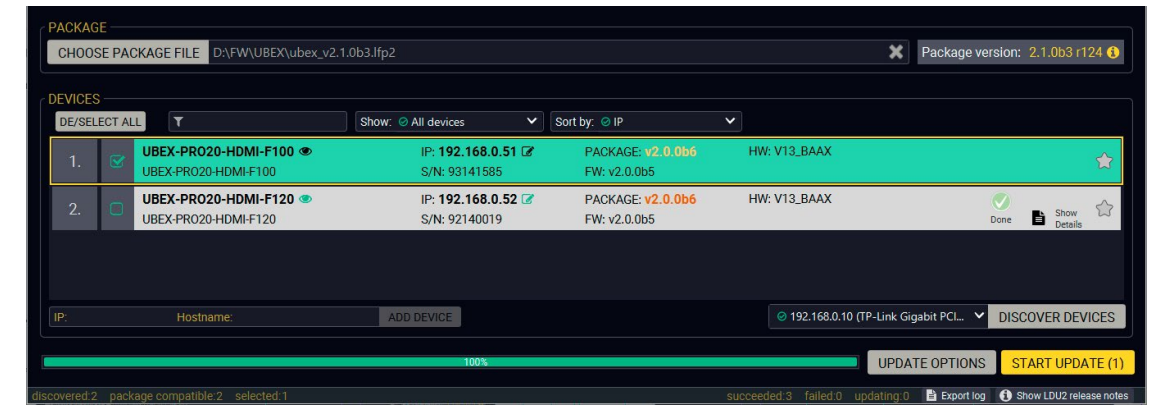 PACKAGE
CHOOSE PACKAGE FILE D:\FW\UBEX\ubex_v2.1.0b3.lfp2 Package version: 2.1.0b3 r124
DEVICES
DE/SELECT ALL Show: All devices Sort by: IP
1. UBEX-PRO20-HDMI-F100 IP: 192.168.0.51 PACKAGE: v2.0.0b6 HW: V13_BAAX
UBEX-PRO20-HDMI-F100 S/N: 93141585 FW: v2.0.0b5
2. UBEX-PRO20-HDMI-F120 IP: 192.168.0.52 PACKAGE: v2.0.0b6 HW: V13_BAAX
UBEX-PRO20-HDMI-F120 S/N: 92140019 FW: v2.0.0b5 Done Show Details
IP: Hostname: ADD DEVICE 192.168.0.10 (TP-Link Gigabit PCI... DISCOVER DEVICES
100% UPDATE OPTIONS START UPDATE (1)
discovered:2 package compatible:2 selected:1 succeeded:3 failed:0 updating:0 Export log Show LDU2 release notes